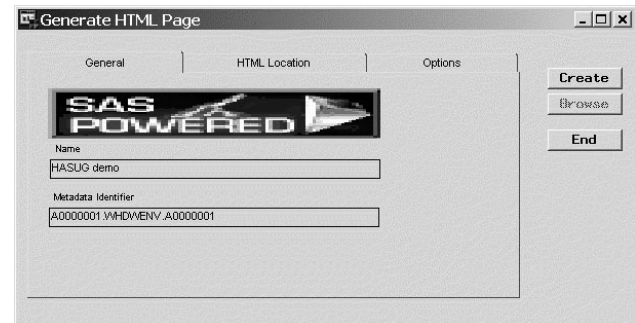 Generate HTML Page
General
HTML Location
Options
Create
Browse
End
SAS
POWERED
Name
HASUG demo
Metadata Identifier
A0000001.WHDWENV.A0000001